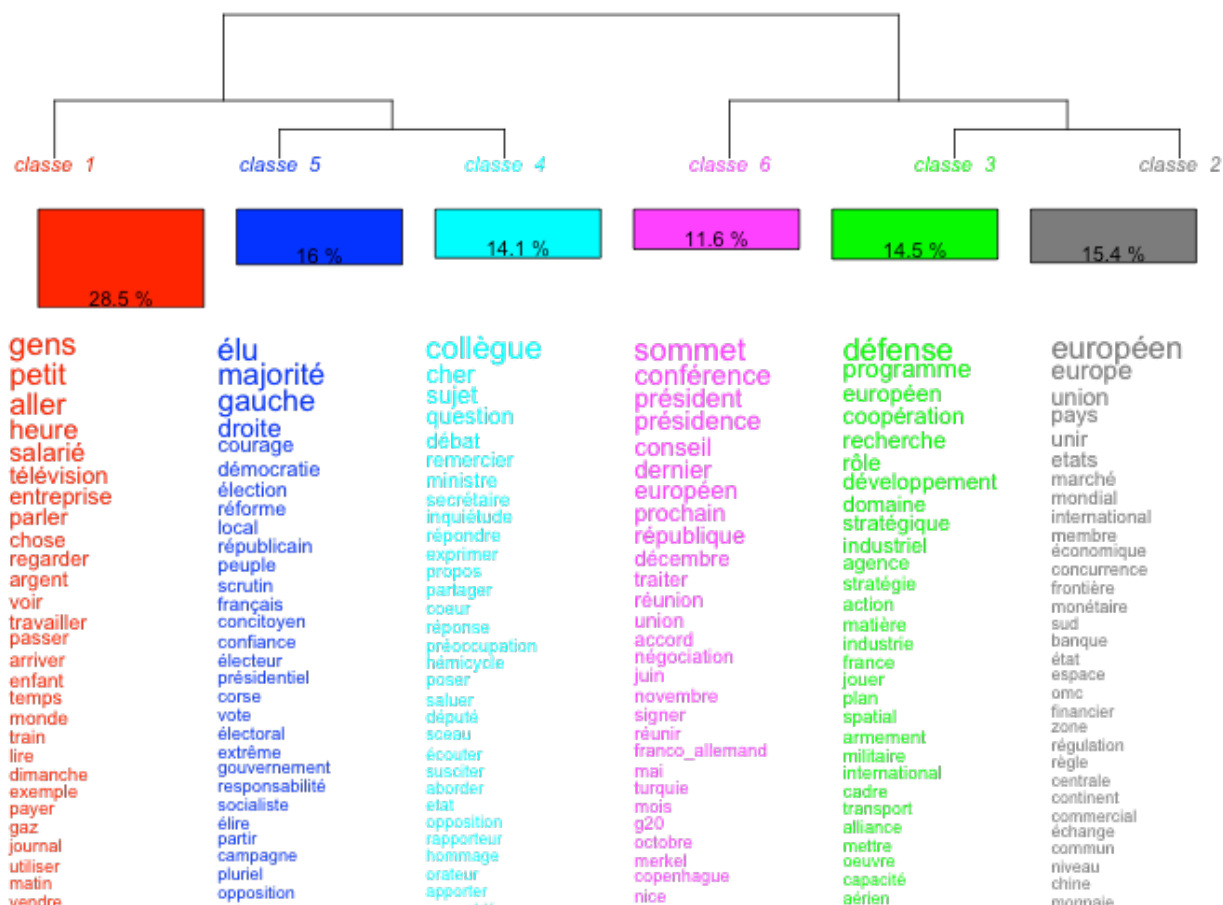 classe 1
classe 5
classe 4
classe 6
classe 3
classe 2
28.5 %
16 %
14.1 %
11.6 %
14.5 %
15.4 %
gens
petit
aller
heure
salarié
télévision
entreprise
parler
chose
regarder
argent
voir
travailler
passer
arriver
enfant
temps
monde
train
lire
dimanche
exemple
payer
gaz
journal
utiliser
matin
vendre
élu
majorité
gauche
droite
courage
démocratie
élection
réforme
local
républicain
peuple
scrutin
français
concitoyen
confiance
électeur
présidentiel
corse
vote
électoral
extrême
gouvernement
responsabilité
socialiste
élire
partir
campagne
pluriel
opposition
collègue
cher
sujet
question
débat
remercier
ministre
secrétaire
inquiétude
répondre
exprimer
propos
partager
coeur
réponse
préoccupation
hémicycle
poser
saluer
député
sceau
écouter
susciter
aborder
etat
opposition
rapporteur
hommage
orateur
apporter
sommet
conférence
président
présidence
conseil
dernier
européen
prochain
république
décembre
traiter
réunion
union
accord
négociation
juin
novembre
signer
réunir
franco_allemand
mai
turquie
mois
g20
octobre
merkel
copenhague
nice
défense
programme
européen
coopération
recherche
rôle
développement
domaine
stratégique
industriel
agence
stratégie
action
matière
industrie
france
jouer
plan
spatial
armement
militaire
international
cadre
transport
alliance
mettre
oeuvre
capacité
aérien
européen
europe
union
pays
unir
etats
marché
mondial
international
membre
économique
concurrence
frontière
monétaire
sud
banque
état
espace
omc
financier
zone
régulation
règle
centrale
continent
commercial
échange
commun
niveau
chine
monnaie